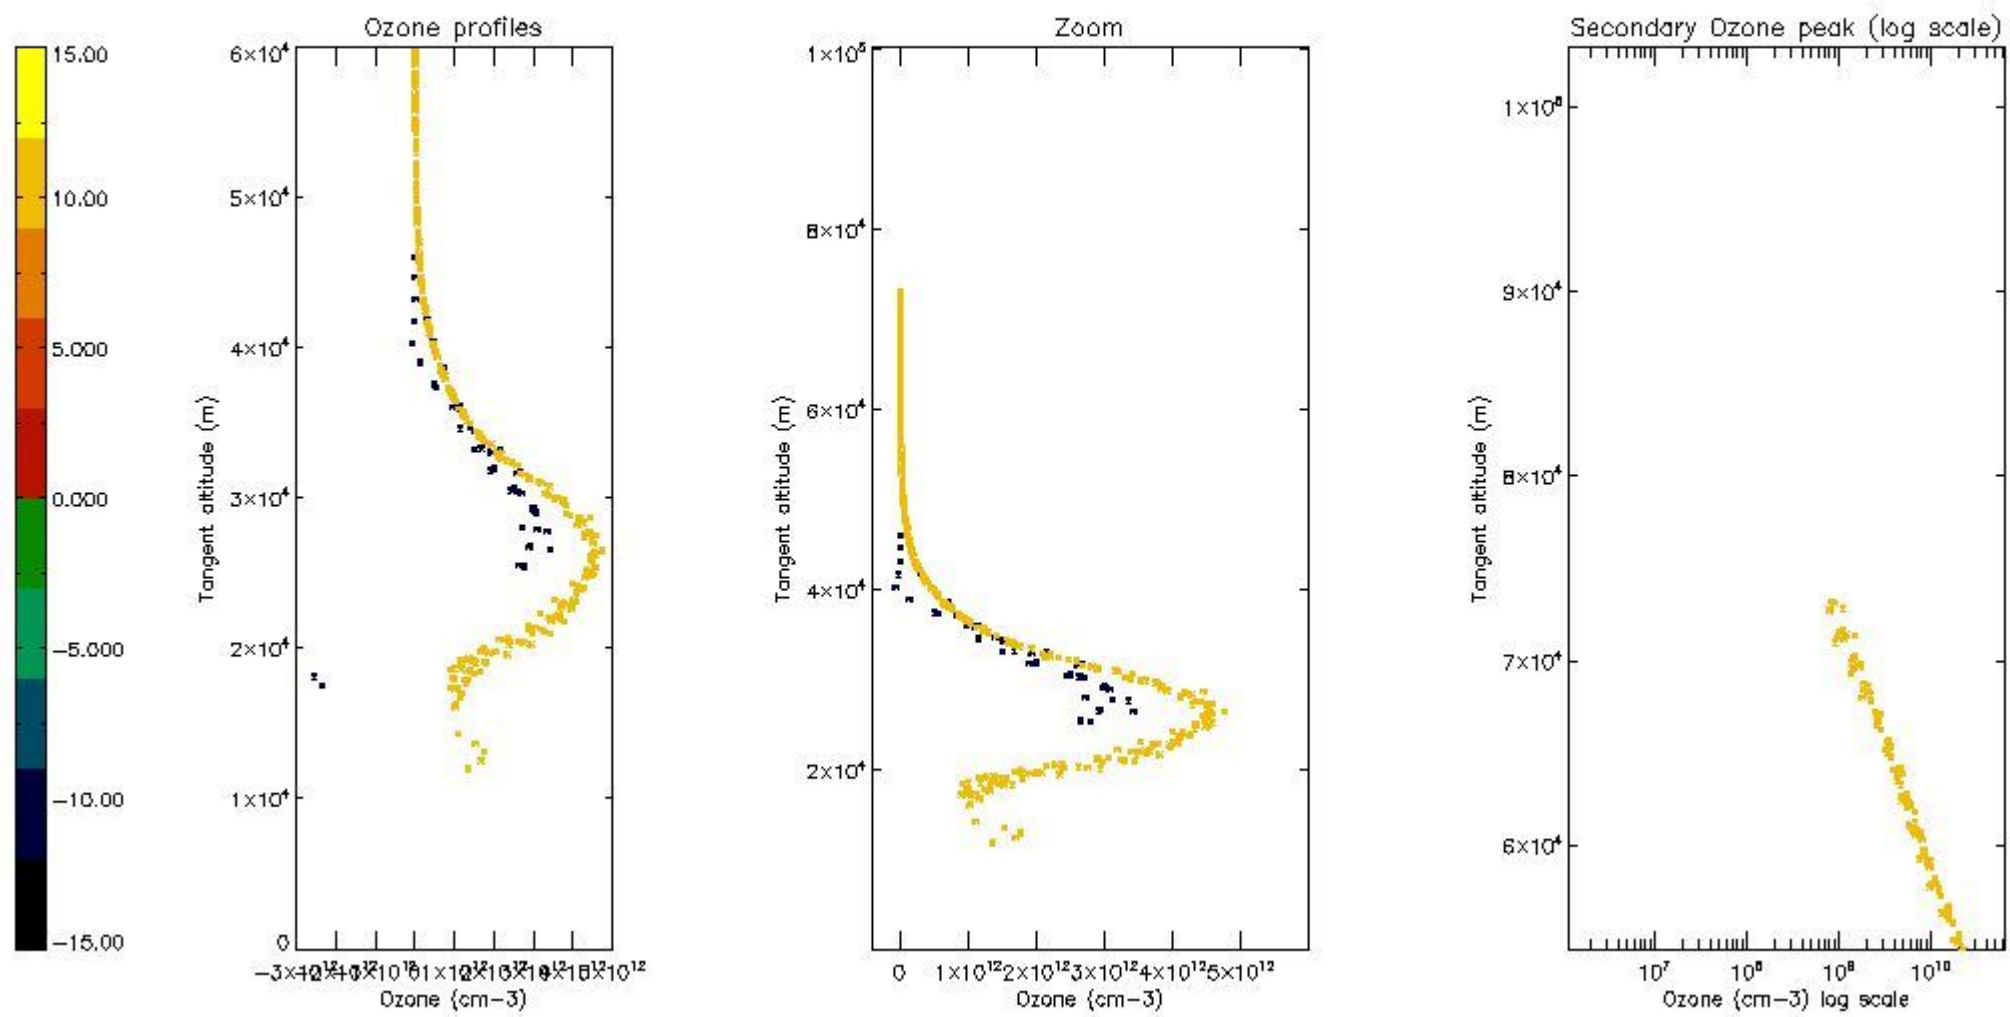 Ozone profiles
Zoom
Secondary Ozone peak (log scale)
15.00
10.00
5.000
0.000
−5.000
−10.00
−15.00
6×10⁴
5×10⁴
4×10⁴
3×10⁴
2×10⁴
1×10⁴
0
Tangent altitude (m)
Ozone (cm−3)
1×10⁵
8×10⁴
6×10⁴
4×10⁴
2×10⁴
Tangent altitude (m)
0 1×10¹² 2×10¹² 3×10¹² 4×10¹² 5×10¹²
Ozone (cm−3)
9×10⁴
8×10⁴
7×10⁴
6×10⁴
Tangent altitude (m)
10⁷ 10⁸ 10⁹ 10¹⁰
Ozone (cm−3) log scale